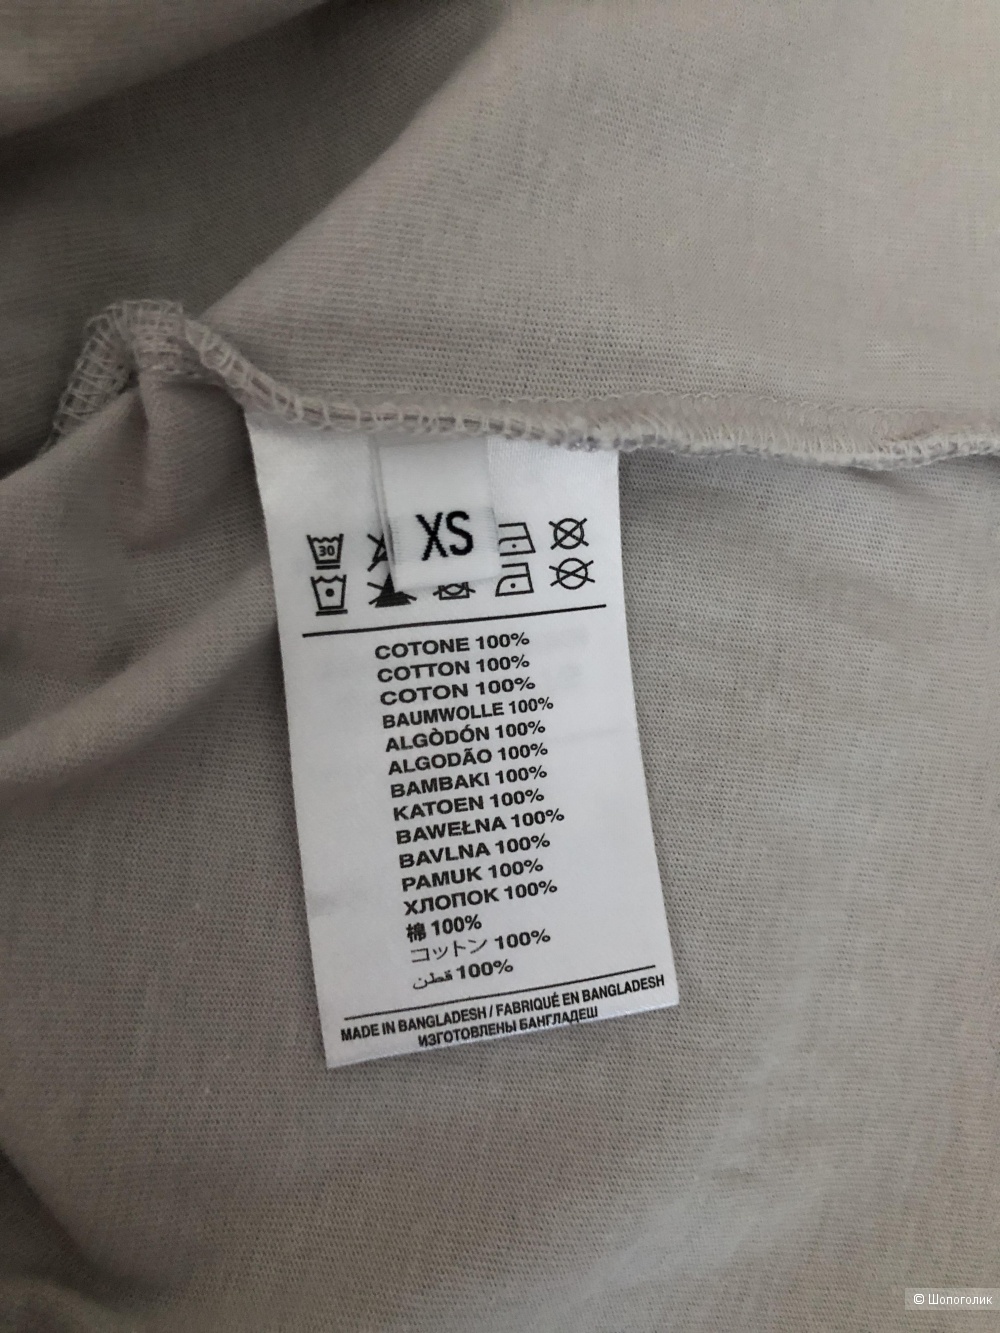 XS
30
COTONE 100%
COTTON 100%
COTON 100%
BAUMWOLLE 100%
ALGÒDÓN 100%
ALGODÃO 100%
BAMBAKI 100%
KATOEN 100%
BAWEŁNA 100%
BAVLNA 100%
PAMUK 100%
ХЛОПОК 100%
棉 100%
コットン 100%
قطن 100%
MADE IN BANGLADESH / FABRIQUÉ EN BANGLADESH
ИЗГОТОВЛЕНЫ БАНГЛАДЕШ
© Шопоголик